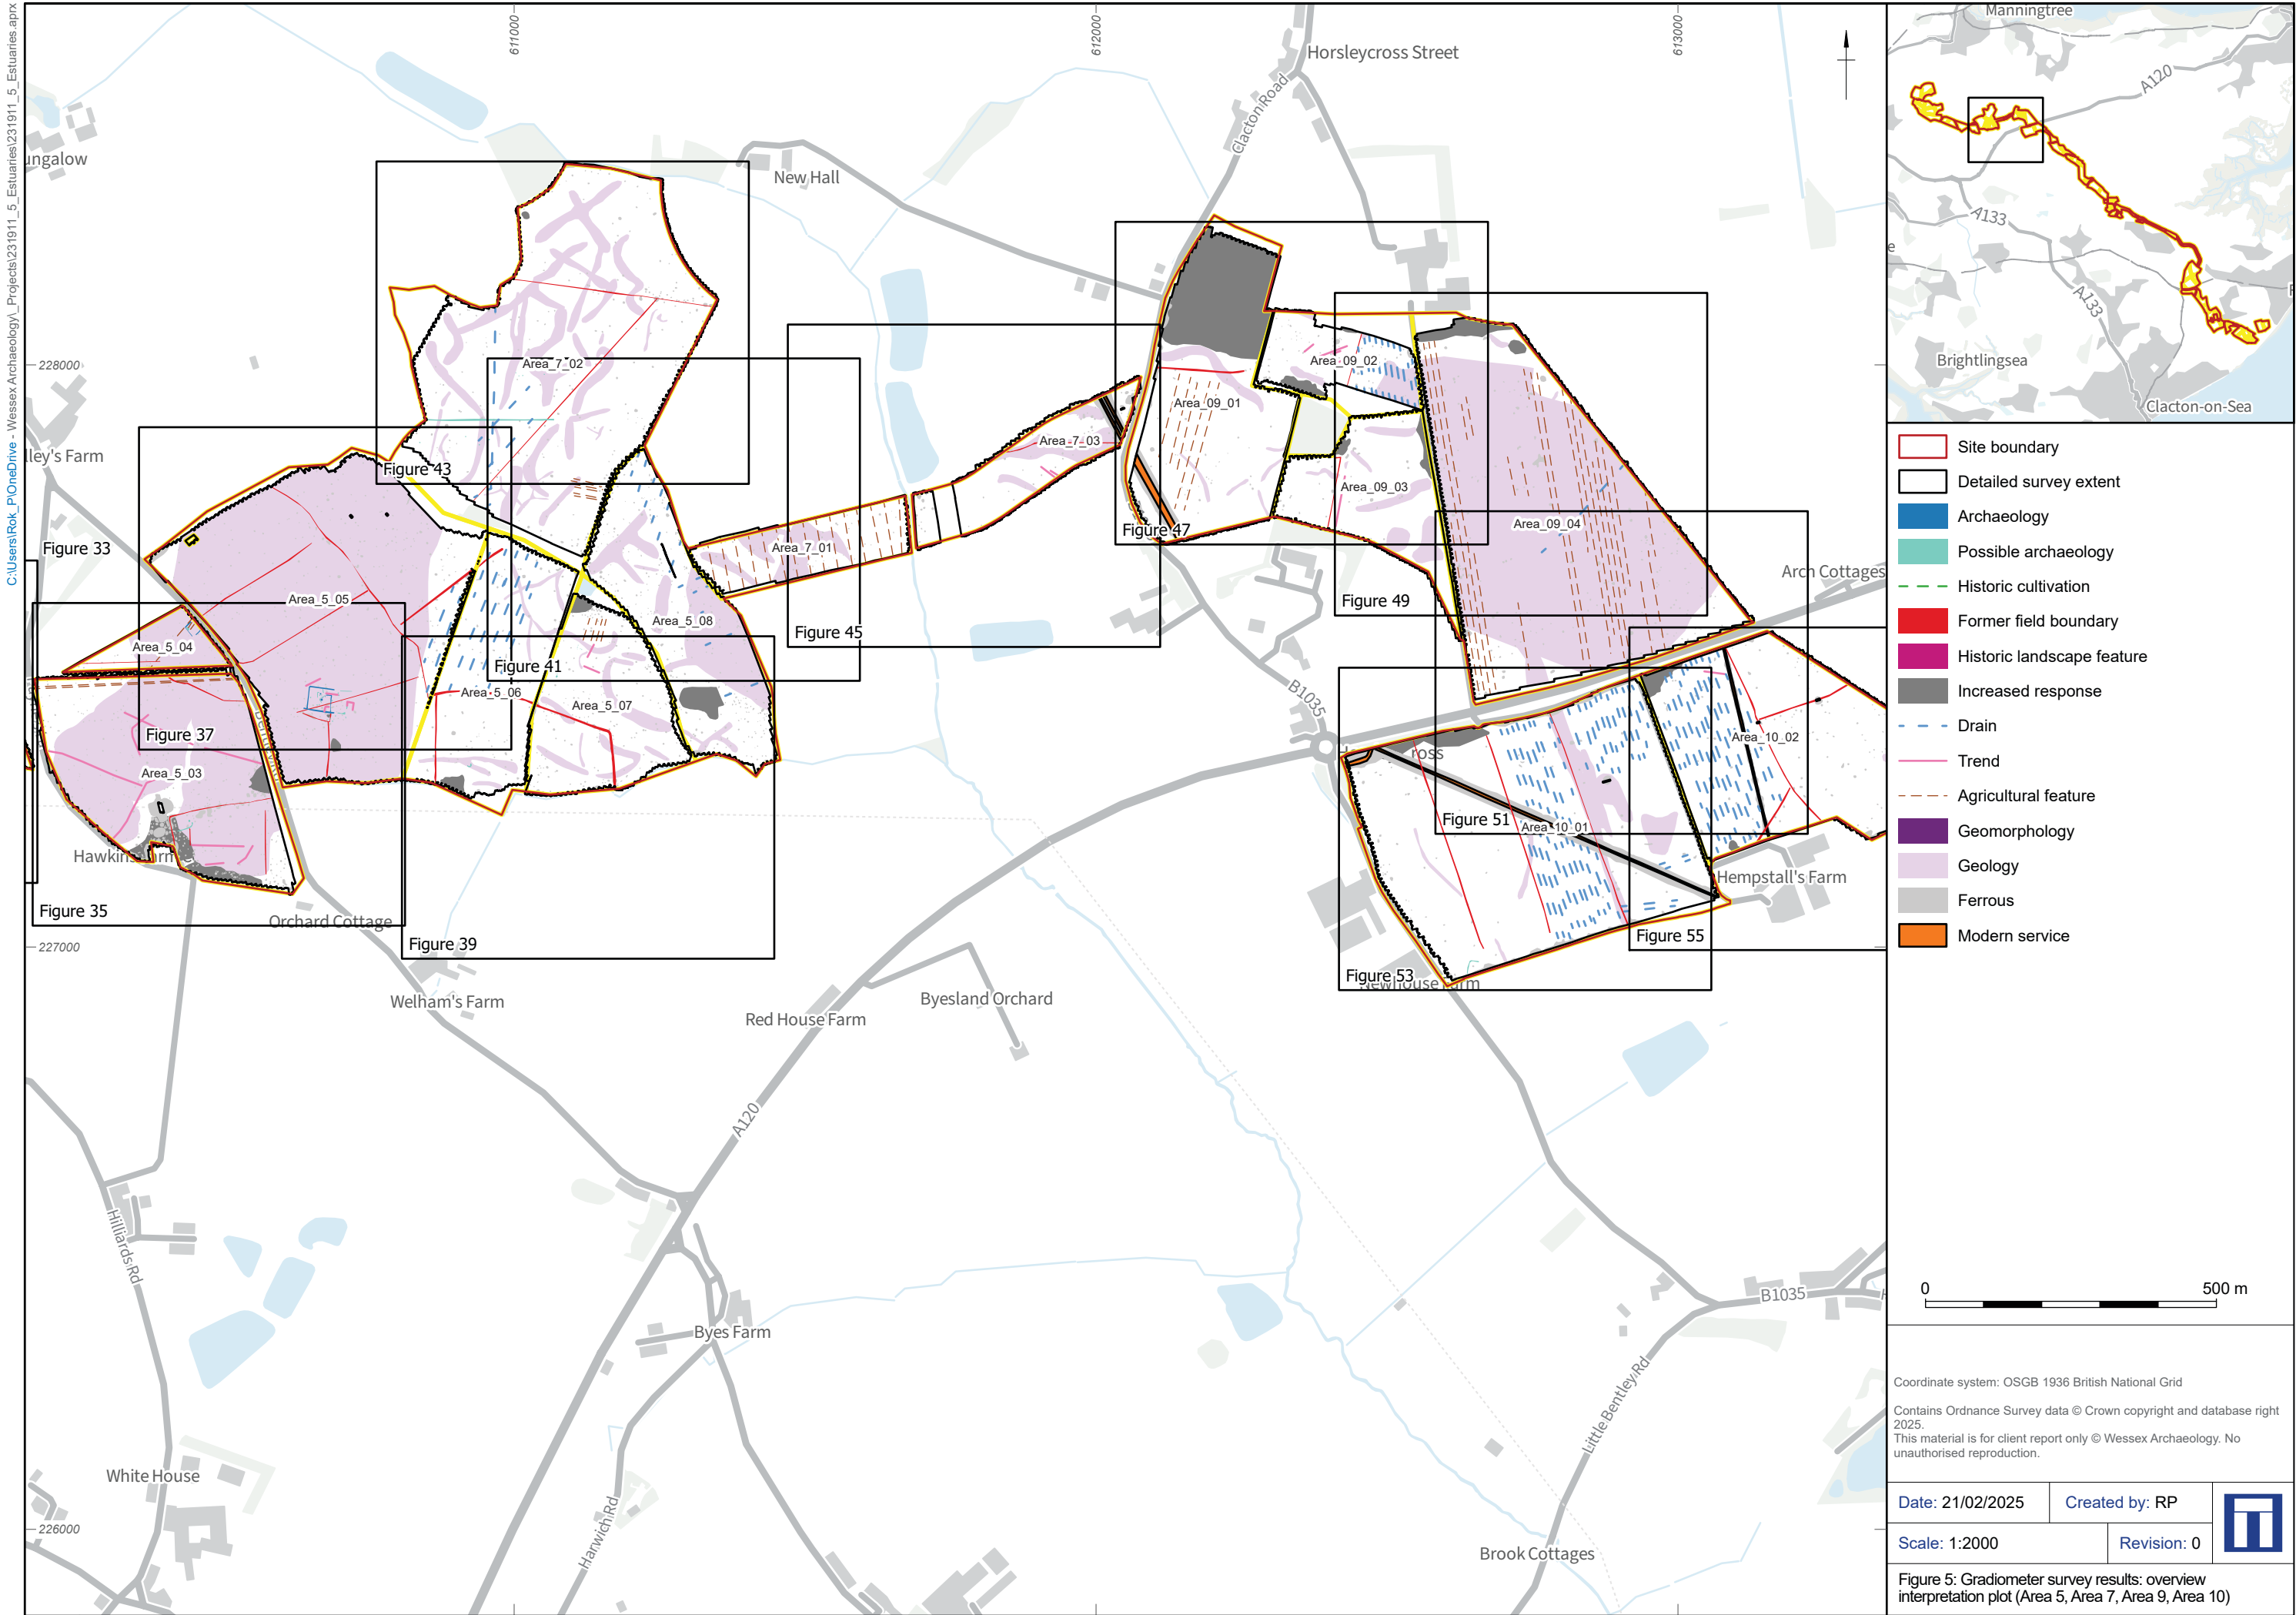 C:\Users\Rok_P\OneDrive - Wessex Archaeology\_Projects\231911_5_Estuaries\231911_5_Estuaries.aprx
611000
612000
613000
228000
227000
226000
Horsleycross Street
Clacton Road
ungalow
New Hall
lley's Farm
Figure 43
Area_7_02
Figure 33
Area_5_05
Area_5_04
Figure 37
Area_5_03
Hawkins Farm
Figure 35
Orchard Cottage
Figure 41
Area_5_06
Area_5_07
Area_5_08
Figure 39
Area_7_01
Area_7_03
Figure 45
Area_09_01
Area_09_02
Area_09_03
Figure 47
Area_09_04
Figure 49
Arch Cottages
B1035
Area_10_02
Figure 51
Area_10_01
Hempstall's Farm
Figure 55
Figure 53
Newhouse Farm
Welham's Farm
Red House Farm
Byesland Orchard
A120
Hilliards Rd
Byes Farm
Harwich Rd
White House
Little Bentley Rd
B1035
Brook Cottages
Manningtree
A120
A133
A133
Brightlingsea
Clacton-on-Sea
Site boundary
Detailed survey extent
Archaeology
Possible archaeology
Historic cultivation
Former field boundary
Historic landscape feature
Increased response
Drain
Trend
Agricultural feature
Geomorphology
Geology
Ferrous
Modern service
0 500 m
Coordinate system: OSGB 1936 British National Grid
Contains Ordnance Survey data © Crown copyright and database right
2025.
This material is for client report only © Wessex Archaeology. No
unauthorised reproduction.
Date: 21/02/2025
Created by: RP
Scale: 1:2000
Revision: 0
Figure 5: Gradiometer survey results: overview
interpretation plot (Area 5, Area 7, Area 9, Area 10)